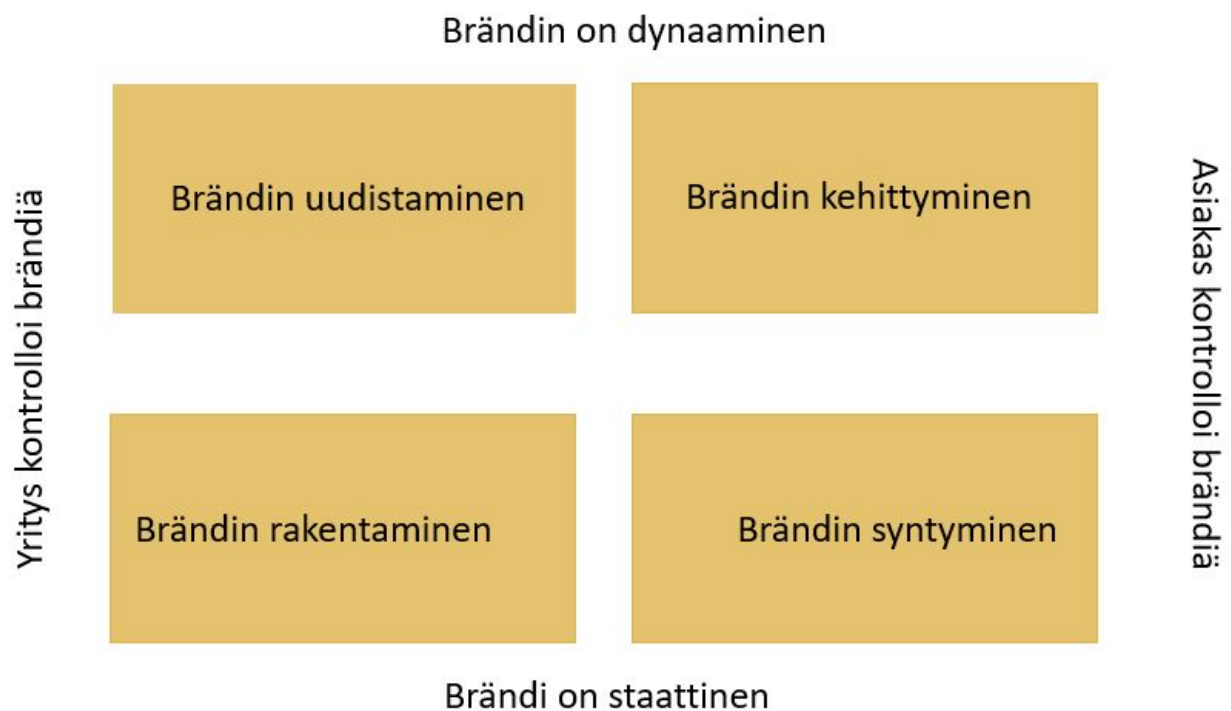 Brändin on dynaaminen
Brändin uudistaminen
Brändin kehittyminen
Yritys kontrolloi brändiä
Asiakas kontrolloi brändiä
Brändin rakentaminen
Brändin syntyminen
Brändi on staattinen